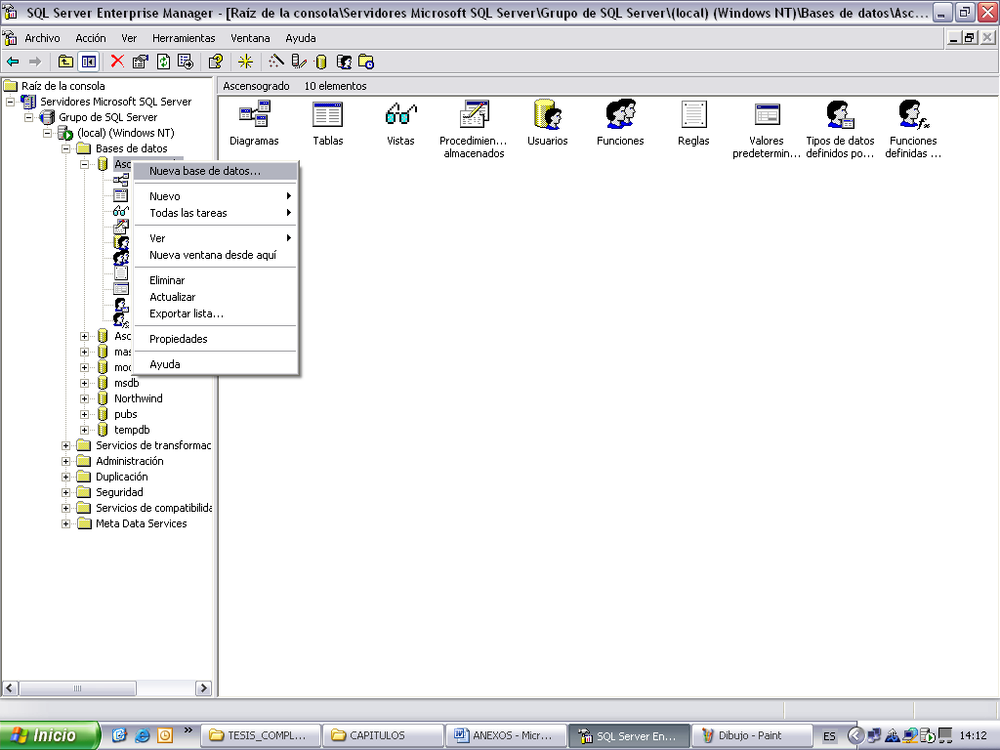 SQL Server Enterprise Manager - [Raíz de la consola\Servidores Microsoft SQL Server\Grupo de SQL Server\(local) (Windows NT)\Bases de datos\Asc...
Archivo Acción Ver Herramientas Ventana Ayuda
Raíz de la consola
Servidores Microsoft SQL Server
Grupo de SQL Server
(local) (Windows NT)
Bases de datos
Asc
Nueva base de datos...
Nuevo
Todas las tareas
Ver
Nueva ventana desde aquí
Eliminar
Actualizar
Exportar lista...
Propiedades
Ayuda
Asc
mas
mod
msdb
Northwind
pubs
tempdb
Servicios de transformac
Administración
Duplicación
Seguridad
Servicios de compatibilida
Meta Data Services
Ascensogrado 10 elementos
Diagramas
Tablas
Vistas
Procedimien...
almacenados
Usuarios
Funciones
Reglas
Valores
predetermin...
Tipos de datos
definidos po...
Funciones
definidas ...
Inicio
»
TESIS_COMPL...
CAPITULOS
ANEXOS - Micr...
SQL Server En...
Dibujo - Paint
ES
14:12